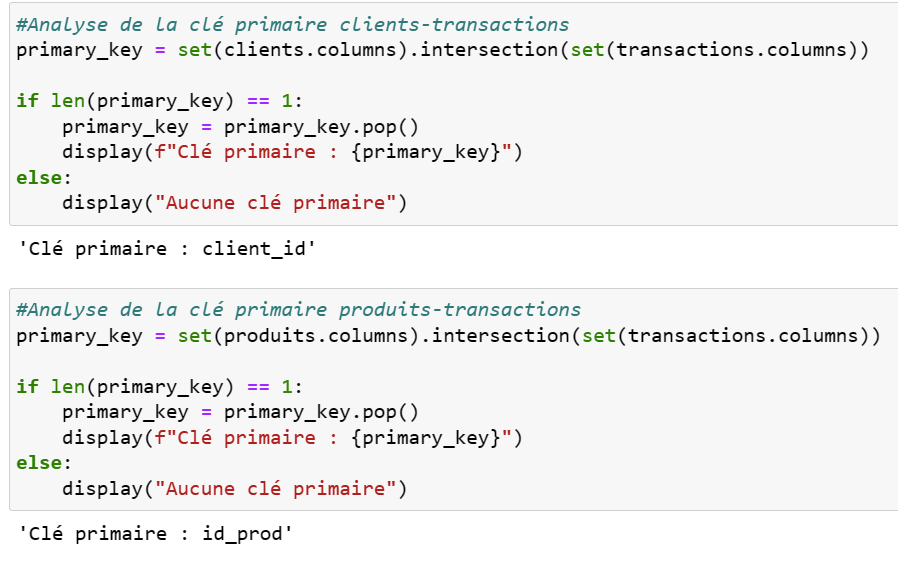 #Analyse de la clé primaire clients-transactions
primary_key = set(clients.columns).intersection(set(transactions.columns))
if len(primary_key) == 1:
    primary_key = primary_key.pop()
    display(f"Clé primaire : {primary_key}")
else:
    display("Aucune clé primaire")
'Clé primaire : client_id'
#Analyse de la clé primaire produits-transactions
primary_key = set(produits.columns).intersection(set(transactions.columns))
if len(primary_key) == 1:
    primary_key = primary_key.pop()
    display(f"Clé primaire : {primary_key}")
else:
    display("Aucune clé primaire")
'Clé primaire : id_prod'